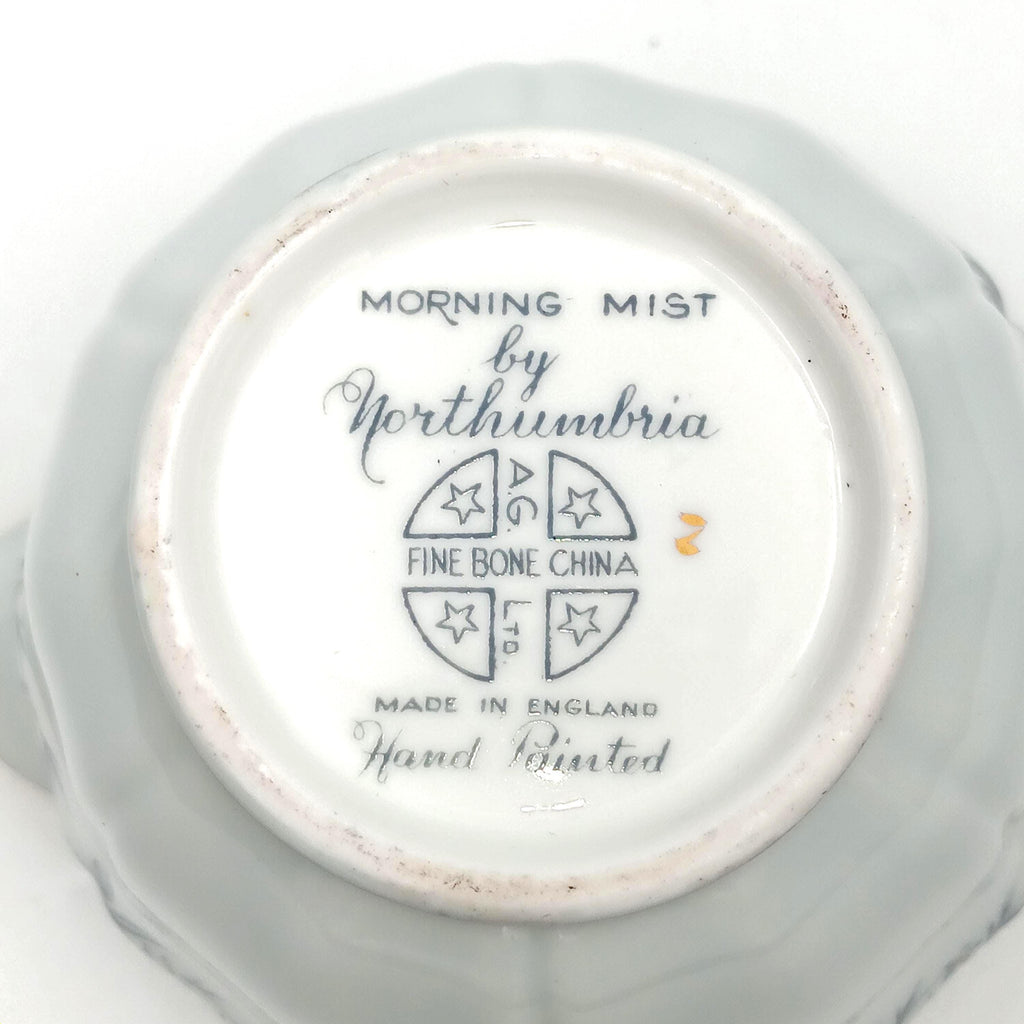 MORNING MIST
by
Northumbria
A.G.
FINE BONE CHINA
LTD
MADE IN ENGLAND
Hand Painted